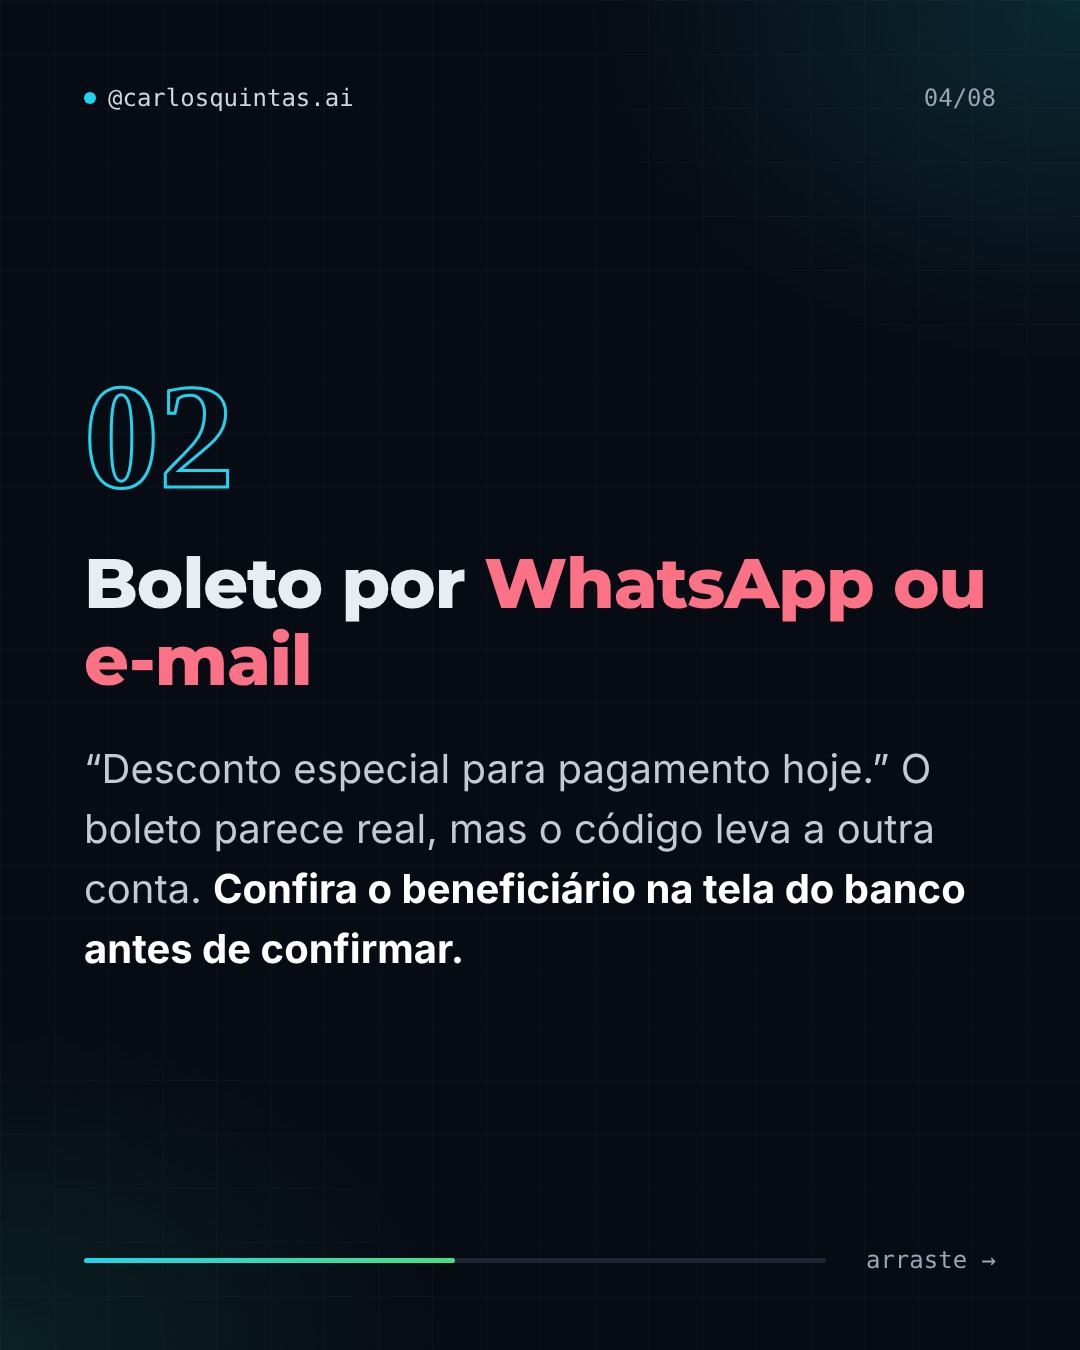 @carlosquintas.ai
04/08
02
Boleto por WhatsApp ou
e-mail
“Desconto especial para pagamento hoje.” O
boleto parece real, mas o código leva a outra
conta. Confira o beneficiário na tela do banco
antes de confirmar.
arraste →